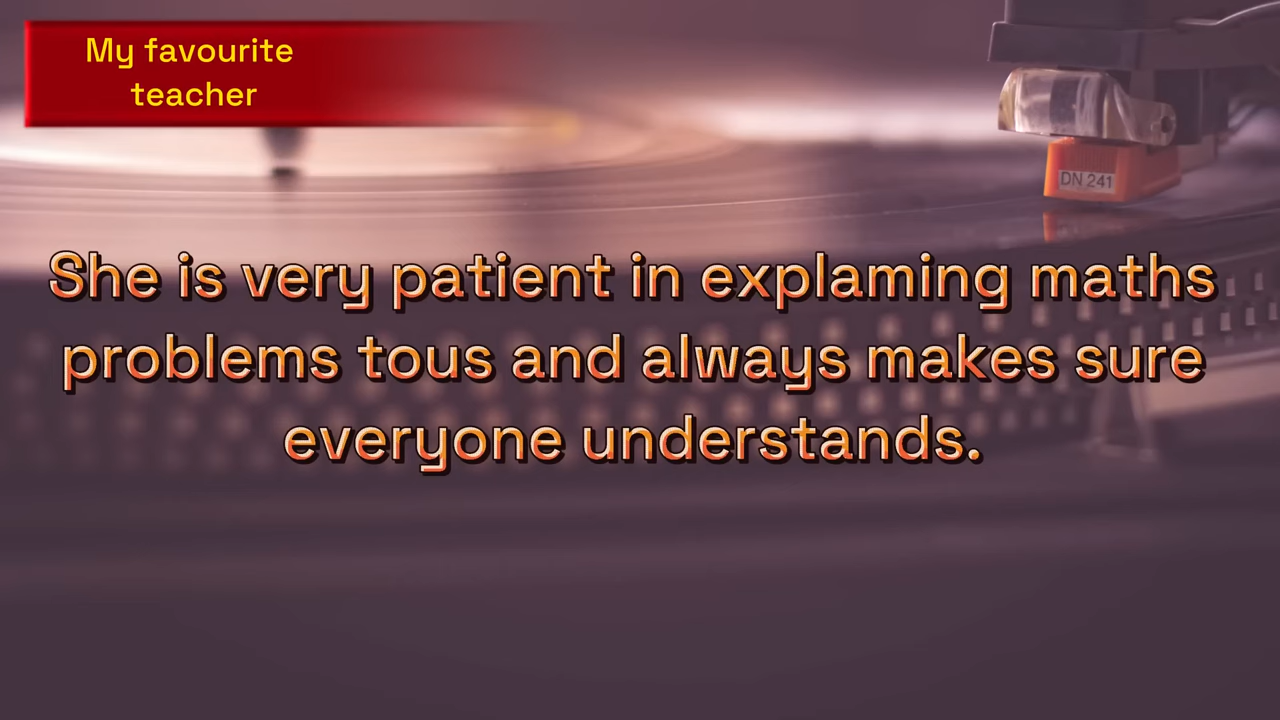 My favourite
teacher
DN 241
She is very patient in explaming maths
problems tous and always makes sure
everyone understands.